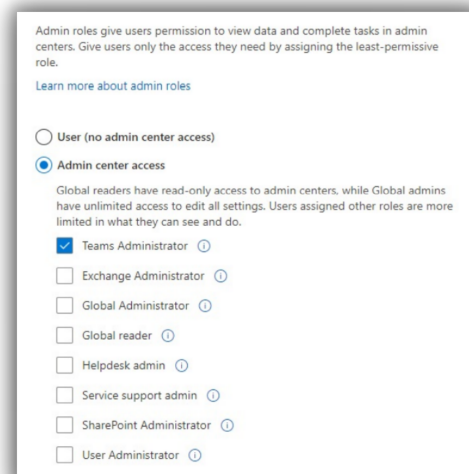 Admin roles give users permission to view data and complete tasks in admin
centers. Give users only the access they need by assigning the least-permissive
role.
Learn more about admin roles
User (no admin center access)
Admin center access
Global readers have read-only access to admin centers, while Global admins
have unlimited access to edit all settings. Users assigned other roles are more
limited in what they can see and do.
Teams Administrator
Exchange Administrator
Global Administrator
Global reader
Helpdesk admin
Service support admin
SharePoint Administrator
User Administrator